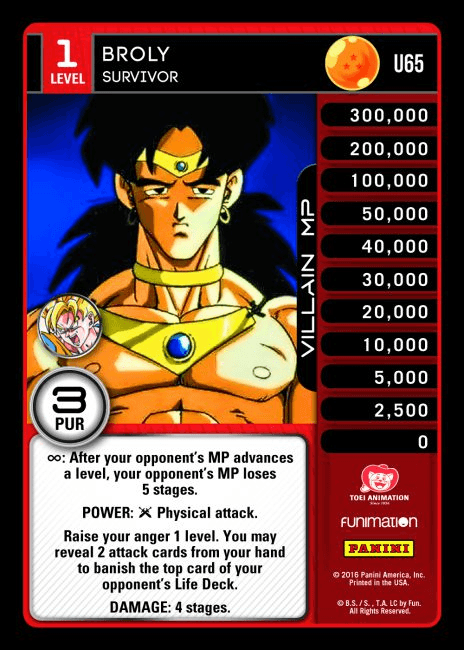 1
LEVEL
BROLY
SURVIVOR
U65
300,000
200,000
100,000
50,000
40,000
30,000
20,000
10,000
5,000
2,500
0
VILLAIN MP
3
PUR
∞: After your opponent's MP advances
a level, your opponent's MP loses
5 stages.
POWER: Physical attack.
Raise your anger 1 level. You may
reveal 2 attack cards from your hand
to banish the top card of your
opponent's Life Deck.
DAMAGE: 4 stages.
TOEI ANIMATION
Since 1956
FUNIMATION
PANINI
© 2016 Panini America, Inc.
Printed in the USA.
© B.S. / S. , T.A. LC by Fun.
All Rights Reserved.